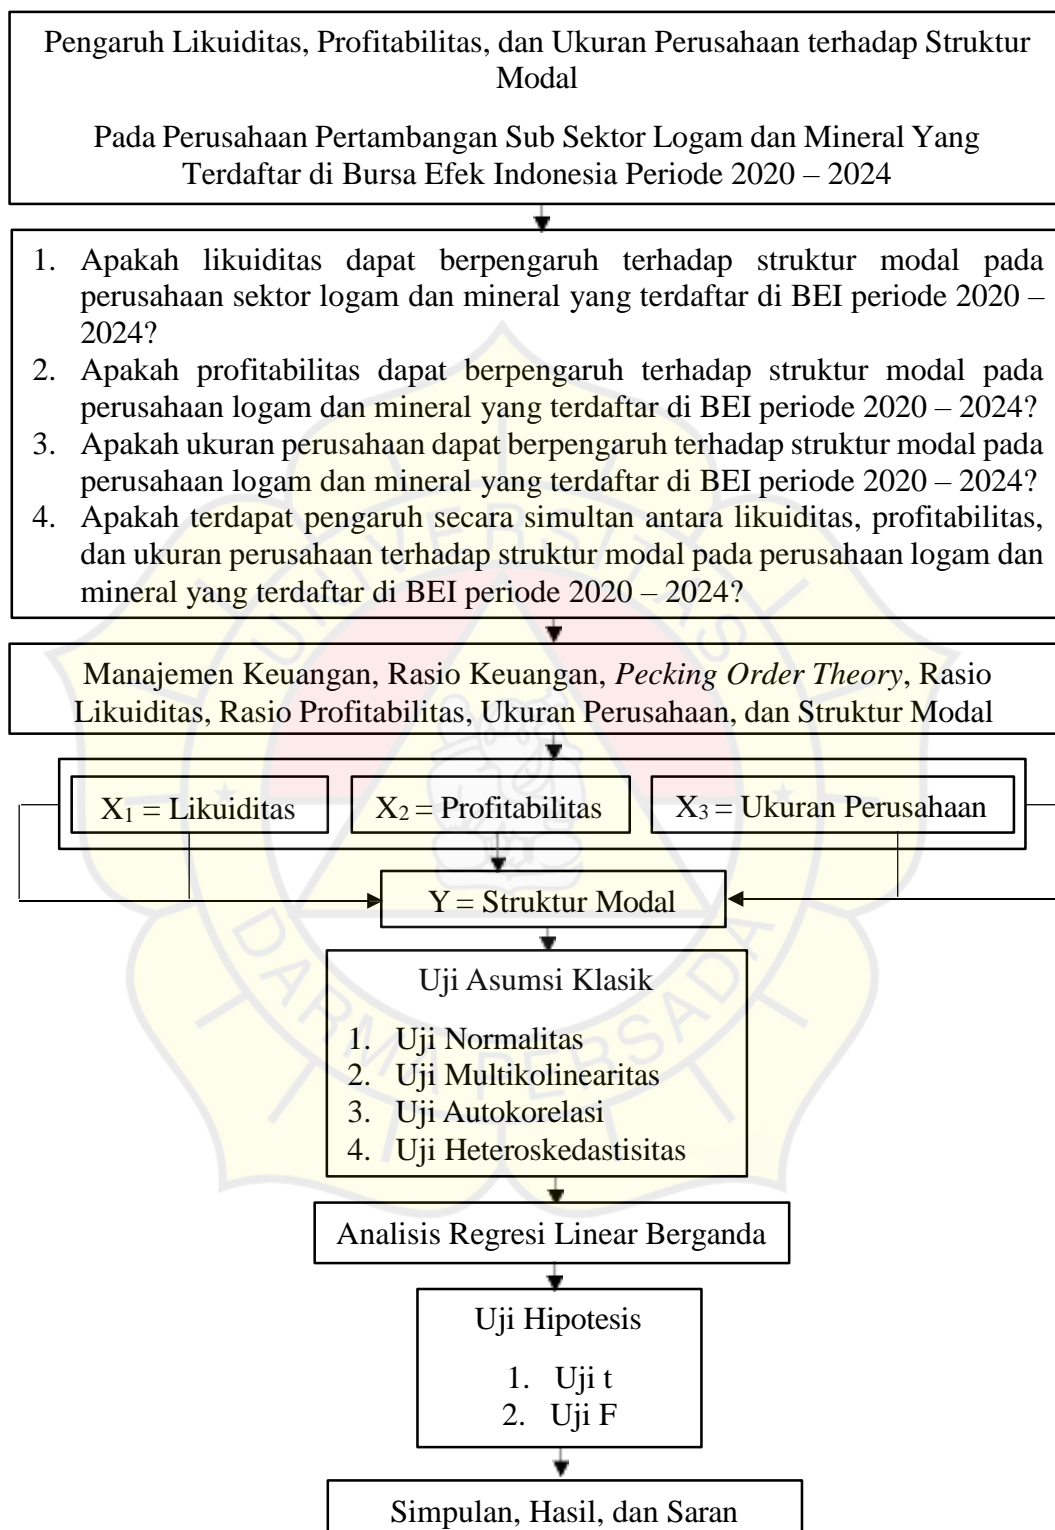 Pengaruh Likuiditas, Profitabilitas, dan Ukuran Perusahaan terhadap Struktur
Modal
Pada Perusahaan Pertambangan Sub Sektor Logam dan Mineral Yang
Terdaftar di Bursa Efek Indonesia Periode 2020 – 2024
1. Apakah likuiditas dapat berpengaruh terhadap struktur modal pada
perusahaan sektor logam dan mineral yang terdaftar di BEI periode 2020 –
2024?
2. Apakah profitabilitas dapat berpengaruh terhadap struktur modal pada
perusahaan logam dan mineral yang terdaftar di BEI periode 2020 – 2024?
3. Apakah ukuran perusahaan dapat berpengaruh terhadap struktur modal pada
perusahaan logam dan mineral yang terdaftar di BEI periode 2020 – 2024?
4. Apakah terdapat pengaruh secara simultan antara likuiditas, profitabilitas,
dan ukuran perusahaan terhadap struktur modal pada perusahaan logam dan
mineral yang terdaftar di BEI periode 2020 – 2024?
Manajemen Keuangan, Rasio Keuangan, Pecking Order Theory, Rasio
Likuiditas, Rasio Profitabilitas, Ukuran Perusahaan, dan Struktur Modal
X₁ = Likuiditas
X₂ = Profitabilitas
X₃ = Ukuran Perusahaan
Y = Struktur Modal
Uji Asumsi Klasik
1. Uji Normalitas
2. Uji Multikolinearitas
3. Uji Autokorelasi
4. Uji Heteroskedastisitas
Analisis Regresi Linear Berganda
Uji Hipotesis
1. Uji t
2. Uji F
Simpulan, Hasil, dan Saran
UNIVERSITAS
DARMA PERSADA